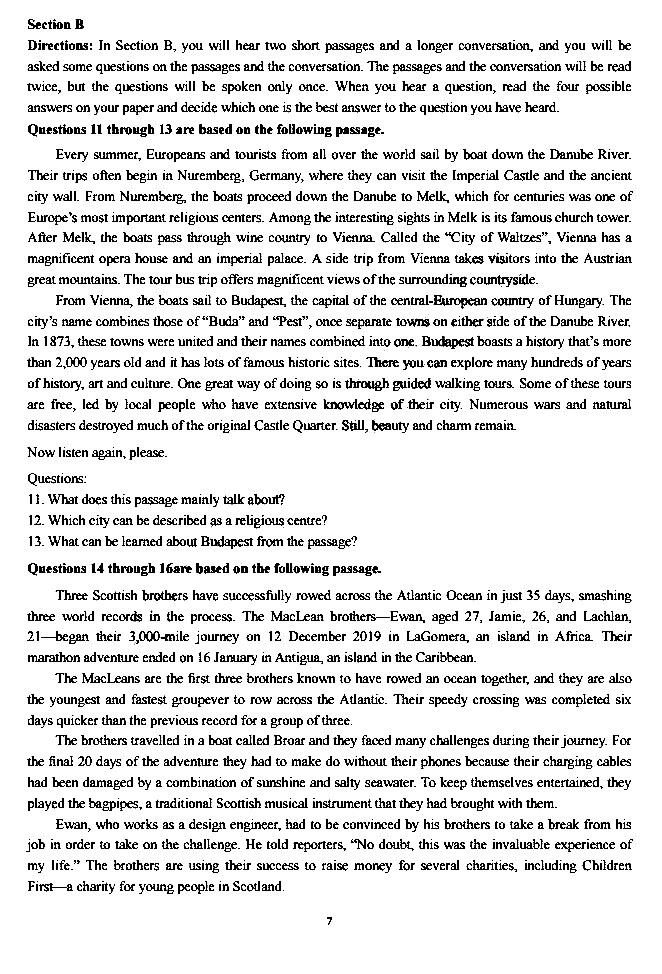 Section B
Directions: In Section B, you will hear two short passages and a longer conversation, and you will be
asked some questions on the passages and the conversation. The passages and the conversation will be read
twice, but the questions will be spoken only once. When you hear a question, read the four possible
answers on your paper and decide which one is the best answer to the question you have heard.
Questions 11 through 13 are based on the following passage.
Every summer, Europeans and tourists from all over the world sail by boat down the Danube River.
Their trips often begin in Nuremberg, Germany, where they can visit the Imperial Castle and the ancient
city wall. From Nuremberg, the boats proceed down the Danube to Melk, which for centuries was one of
Europe's most important religious centers. Among the interesting sights in Melk is its famous church tower.
After Melk, the boats pass through wine country to Vienna. Called the "City of Waltzes", Vienna has a
magnificent opera house and an imperial palace. A side trip from Vienna takes visitors into the Austrian
great mountains. The tour bus trip offers magnificent views of the surrounding countryside.
From Vienna, the boats sail to Budapest, the capital of the central-European country of Hungary. The
city's name combines those of "Buda" and "Pest", once separate towns on either side of the Danube River.
In 1873, these towns were united and their names combined into one. Budapest boasts a history that's more
than 2,000 years old and it has lots of famous historic sites. There you can explore many hundreds of years
of history, art and culture. One great way of doing so is through guided walking tours. Some of these tours
are free, led by local people who have extensive knowledge of their city. Numerous wars and natural
disasters destroyed much of the original Castle Quarter. Still, beauty and charm remain.
Now listen again, please.
Questions:
11. What does this passage mainly talk about?
12. Which city can be described as a religious centre?
13. What can be learned about Budapest from the passage?
Questions 14 through 16are based on the following passage.
Three Scottish brothers have successfully rowed across the Atlantic Ocean in just 35 days, smashing
three world records in the process. The MacLean brothers—Ewan, aged 27, Jamie, 26, and Lachlan,
21—began their 3,000-mile journey on 12 December 2019 in LaGomera, an island in Africa. Their
marathon adventure ended on 16 January in Antigua, an island in the Caribbean.
The MacLeans are the first three brothers known to have rowed an ocean together, and they are also
the youngest and fastest groupever to row across the Atlantic. Their speedy crossing was completed six
days quicker than the previous record for a group of three.
The brothers travelled in a boat called Broar and they faced many challenges during their journey. For
the final 20 days of the adventure they had to make do without their phones because their charging cables
had been damaged by a combination of sunshine and salty seawater. To keep themselves entertained, they
played the bagpipes, a traditional Scottish musical instrument that they had brought with them.
Ewan, who works as a design engineer, had to be convinced by his brothers to take a break from his
job in order to take on the challenge. He told reporters, "No doubt, this was the invaluable experience of
my life." The brothers are using their success to raise money for several charities, including Children
First—a charity for young people in Scotland.
7